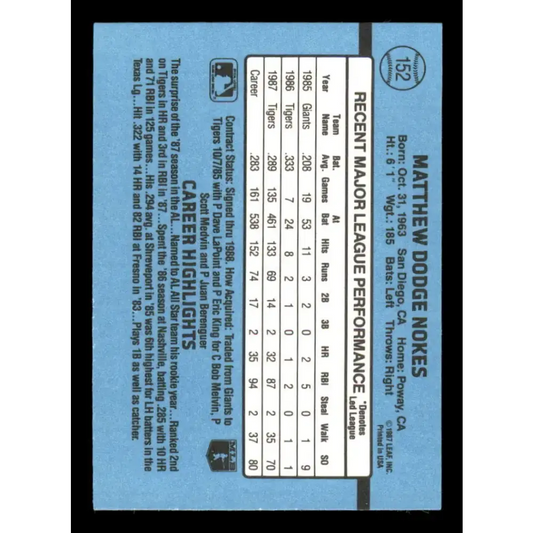 152
MATTHEW DODGE NOKES
Born: Oct. 31, 1963 San Diego, CA Home: Poway, CA
Ht.: 6'1" Wgt.: 185 Bats: Left Throws: Right
©1987 LEAF, INC.
Printed in USA
RECENT MAJOR LEAGUE PERFORMANCE
*Denotes
Led League
Year Team Name Bat. Avg. Games At Bat Hits Runs 2B 3B HR RBI Steal Walk SO
1985 Giants .208 19 53 11 3 2 0 2 5 0 1 9
1986 Tigers .333 7 24 8 2 1 0 1 2 0 1 1
1987 Tigers .289 135 461 133 69 14 2 32 87 2 35 70
Career .283 161 538 152 74 17 2 35 94 2 37 80
Contract Status: Signed thru 1988. How Acquired: Traded from Giants to
Tigers 10/7/85 with P Dave LaPoint and P Eric King for C Bob Melvin, P
Scott Medvin and P Juan Berenguer
CAREER HIGHLIGHTS
The surprise of the '87 season in the AL... Named to AL All Star team his rookie year... Ranked 2nd
on Tigers in HR and 3rd in RBI in '87... Spent the '86 season at Nashville, batting .285 with 10 HR
and 71 RBI in 125 games... His .294 avg. at Shreveport in '85 was 6th highest for LH batters in the
Texas Lg... Hit .322 with 14 HR and 82 RBI at Fresno in '83... Plays 1B as well as catcher.